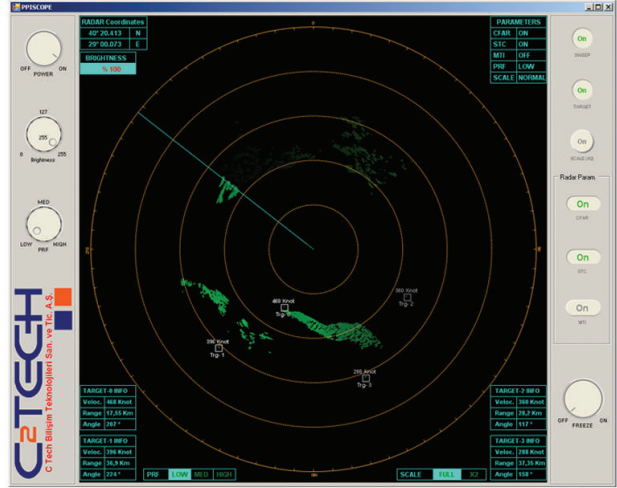 PPISCOPE
RADAR Coordinates
40° 20.413 N
29° 00.073 E
BRIGHTNESS
% 100
PARAMETERS
CFAR ON
STC ON
MTI OFF
PRF LOW
SCALE NORMAL
OFF ON
POWER
127
255
0 255
Brightness
MED
LOW HIGH
PRF
C2TECH
C Tech Bilişim Teknolojileri San. ve Tic. A.Ş.
0
468 Knot
396 Knot
Trg- 1
360 Knot
Trg- 2
288 Knot
Trg- 3
TARGET-0 INFO
Veloc. 468 Knot
Range 17,55 Km
Angle 207 °
TARGET-1 INFO
Veloc. 396 Knot
Range 36,9 Km
Angle 224 °
PRF LOW MED HIGH
SCALE FULL X2
TARGET-2 INFO
Veloc. 360 Knot
Range 28,2 Km
Angle 117 °
TARGET-3 INFO
Veloc. 288 Knot
Range 37,35 Km
Angle 158 °
On
SWEEP
On
TARGET
On
Radar Param.
On
CFAR
On
STC
On
MTI
OFF ON
FREEZE